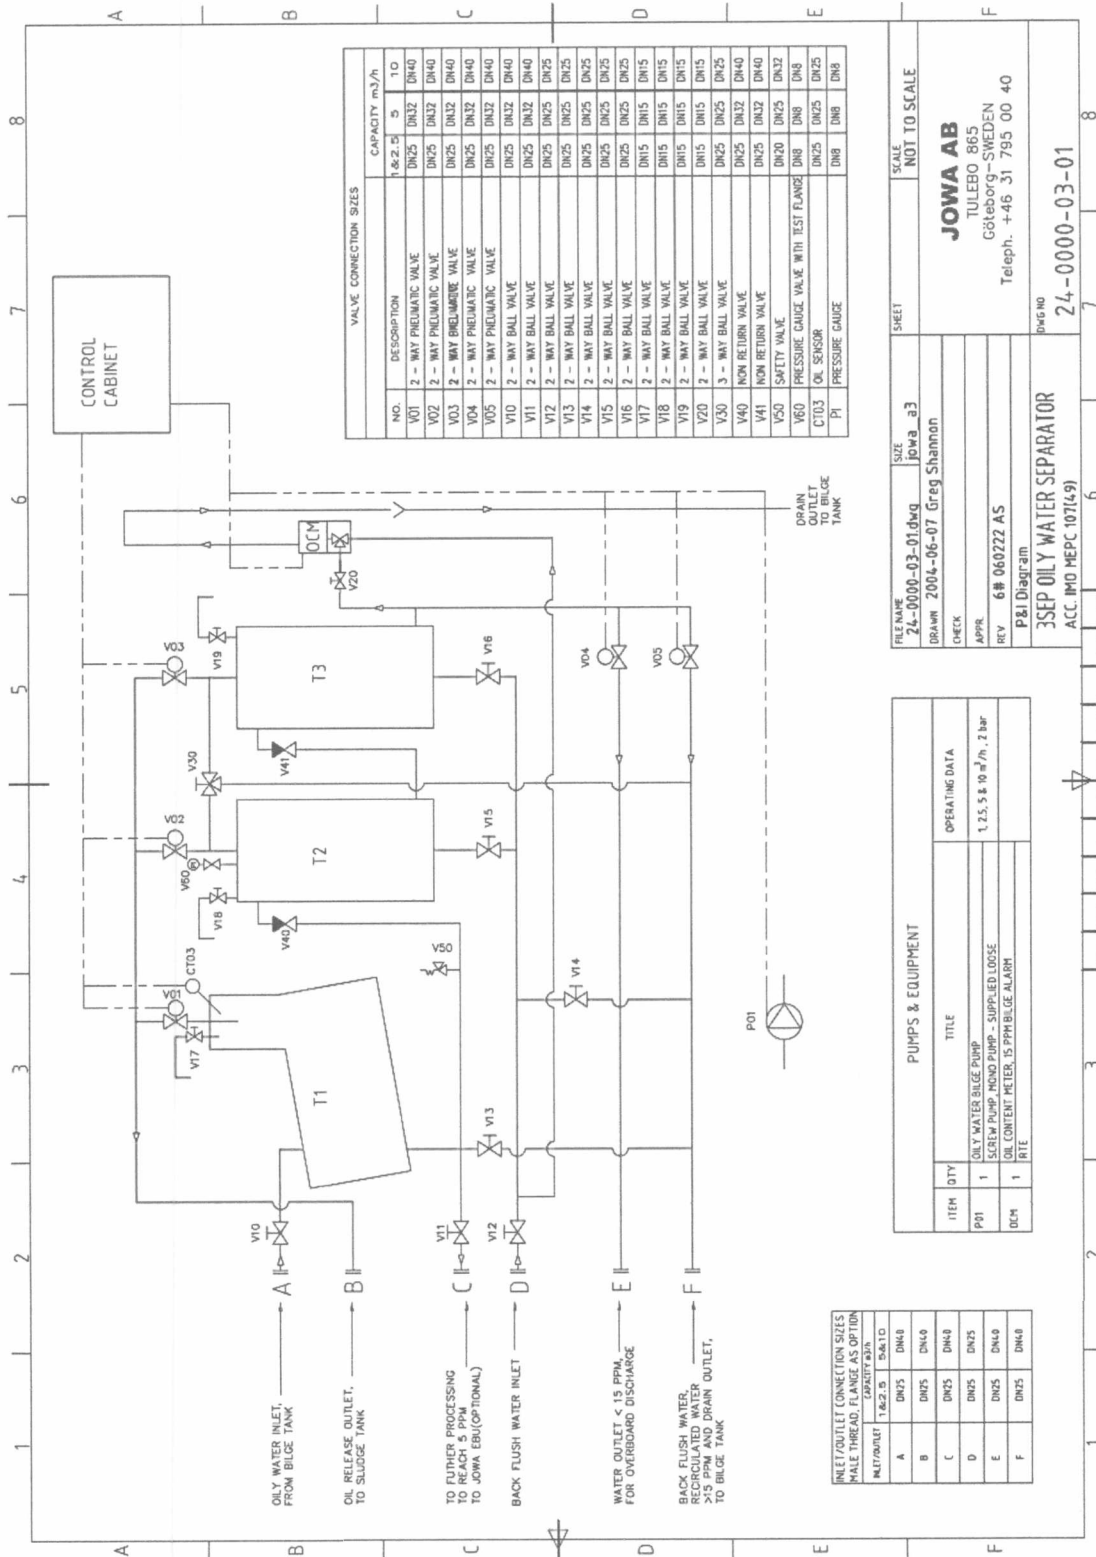 CONTROL
CABINET
VALVE CONNECTION SIZES
CAPACITY m3/h
NO. DESCRIPTION 1&2.5 5 10
V01 2 - WAY PNEUMATIC VALVE DN25 DN32 DN40
V02 2 - WAY PNEUMATIC VALVE DN25 DN32 DN40
V03 2 - WAY VALVE DN25 DN32 DN40
V04 2 - WAY PNEUMATIC VALVE DN25 DN32 DN40
V05 2 - WAY PNEUMATIC VALVE DN25 DN32 DN40
V10 2 - WAY BALL VALVE DN25 DN32 DN40
V11 2 - WAY BALL VALVE DN25 DN32 DN40
V12 2 - WAY BALL VALVE DN25 DN25 DN25
V13 2 - WAY BALL VALVE DN25 DN25 DN25
V14 2 - WAY BALL VALVE DN25 DN25 DN25
V15 2 - WAY BALL VALVE DN25 DN25 DN25
V16 2 - WAY BALL VALVE DN25 DN25 DN25
V17 2 - WAY BALL VALVE DN15 DN15 DN15
V18 2 - WAY BALL VALVE DN15 DN15 DN15
V19 2 - WAY BALL VALVE DN15 DN15 DN15
V20 2 - WAY BALL VALVE DN15 DN15 DN15
V30 3 - WAY BALL VALVE DN25 DN25 DN25
V40 NON RETURN VALVE DN25 DN32 DN40
V41 NON RETURN VALVE DN25 DN32 DN40
V50 SAFETY VALVE DN20 DN25 DN32
V60 PRESSURE GAUGE VALVE WITH TEST FLANGE DN8 DN8 DN8
CT03 OIL SENSOR DN25 DN25 DN25
PI PRESSURE GAUGE DN8 DN8 DN8
V03
V19
V30
V41
T3
V16
V02
V60
V18
V40
T2
V15
CT03
V01
V17
T1
V50
V13
V14
V10
V11
V12
OCM
V20
V04
V05
P01
DRAIN
OUTLET
TO BILGE
TANK
A
B
C
D
E
F
OILY WATER INLET,
FROM BILGE TANK
OIL RELEASE OUTLET,
TO SLUDGE TANK
TO FUTHER PROCESSING
TO REACH 5 PPM
TO JOWA EBU(OPTIONAL)
BACK FLUSH WATER INLET
WATER OUTLET < 15 PPM,
FOR OVERBOARD DISCHARGE
BACK FLUSH WATER,
RECIRCULATED WATER
>15 PPM AND DRAIN OUTLET,
TO BILGE TANK
INLET/OUTLET CONNECTION SIZES
MALE THREAD, FLANGE AS OPTION
INLET/OUTLET CAPACITY m3/h
1&2.5 5&10
A DN25 DN40
B DN25 DN40
C DN25 DN40
D DN25 DN25
E DN25 DN40
F DN25 DN40
PUMPS & EQUIPMENT
ITEM QTY TITLE OPERATING DATA
P01 1 OILY WATER BILGE PUMP
SCREW PUMP, MONO PUMP - SUPPLIED LOOSE
1, 2.5, 5 & 10 m³/h , 2 bar
OCM 1 OIL CONTENT METER, 15 PPM BILGE ALARM
RTE
FILE NAME
24-0000-03-01.dwg
SIZE
jowa_a3
SHEET
SCALE
NOT TO SCALE
DRAWN 2004-06-07 Greg Shannon
CHECK
APPR.
REV 6# 060222 AS
P&I Diagram
JOWA AB
TULEBO 865
Göteborg-SWEDEN
Teleph. +46 31 795 00 40
3SEP OILY WATER SEPARATOR
ACC. IMO MEPC 107(49)
DWG NO
24-0000-03-01
1 2 3 4 5 6 7 8
A B C D E F
1 2 3 6 7 8
A B C D E F